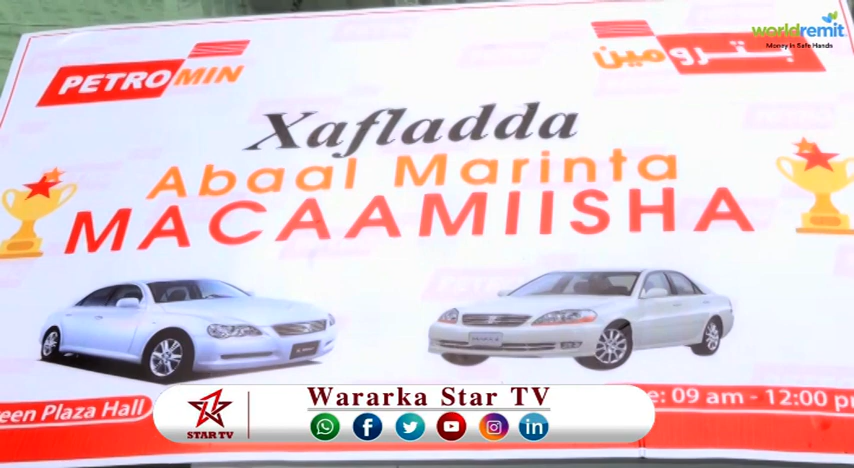 worldremit
Money in Safe Hands
PETROMIN
بترومين
Xafladda
Abaal Marinta
MACAAMIISHA
Plaza Hall
09 am - 12:00
Wararka Star TV
STAR TV